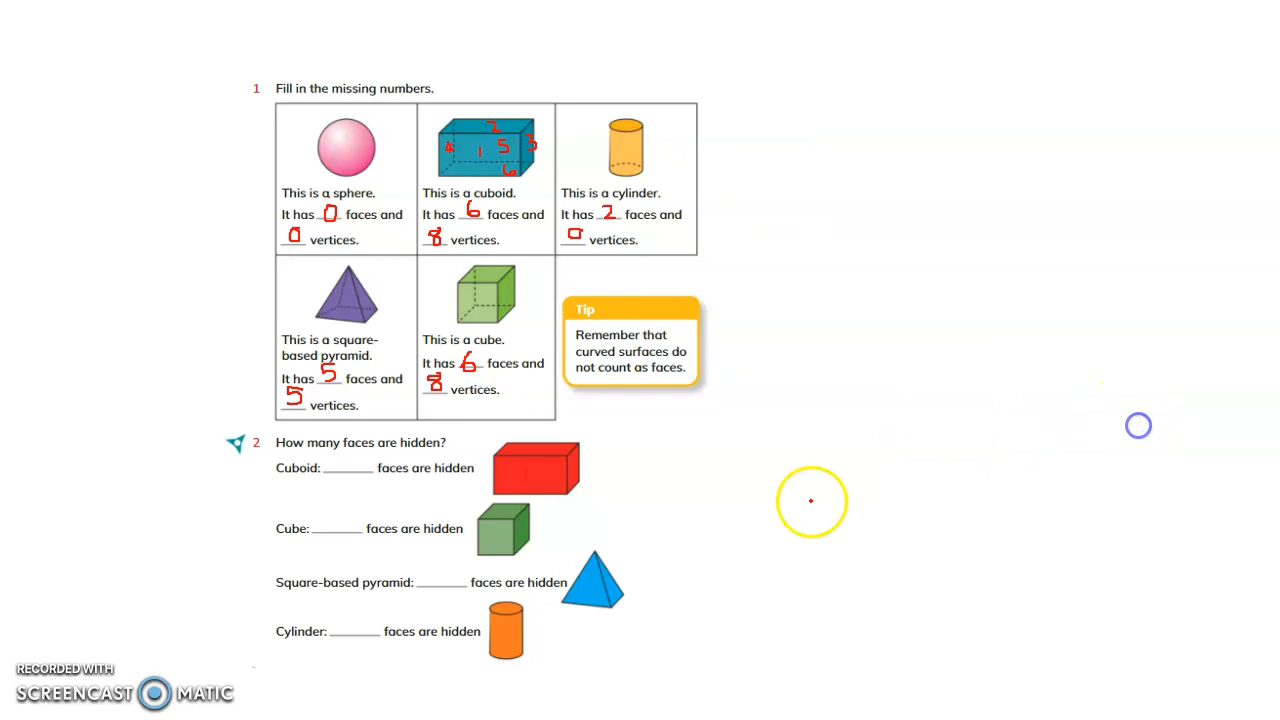 1 Fill in the missing numbers.
This is a sphere.
It has 0 faces and
0 vertices.
2
4 1 5 3
6
This is a cuboid.
It has 6 faces and
8 vertices.
This is a cylinder.
It has 2 faces and
0 vertices.
This is a square-
based pyramid.
It has 5 faces and
5 vertices.
This is a cube.
It has 6 faces and
8 vertices.
Tip
Remember that
curved surfaces do
not count as faces.
2 How many faces are hidden?
Cuboid: ______ faces are hidden
Cube: ______ faces are hidden
Square-based pyramid: ______ faces are hidden
Cylinder: ______ faces are hidden
RECORDED WITH
SCREENCAST MATIC